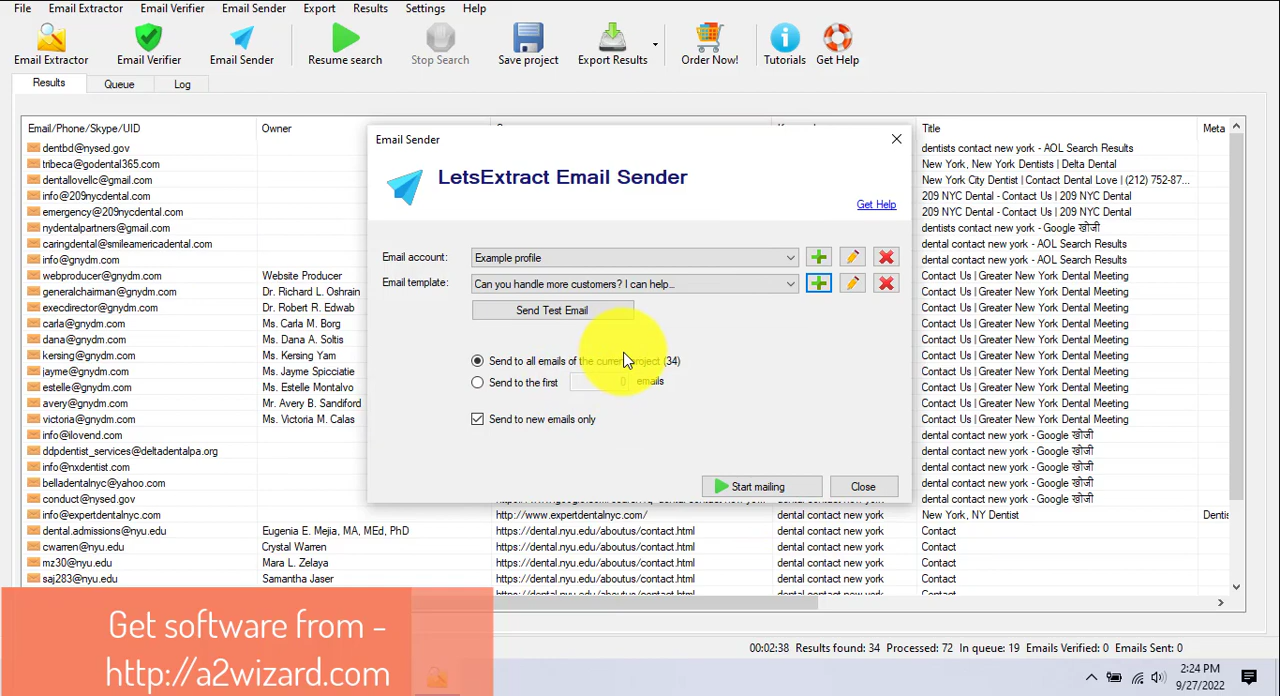 File Email Extractor Email Verifier Email Sender Export Results Settings Help
Email Extractor Email Verifier Email Sender Resume search Stop Search Save project Export Results Order Now! Tutorials Get Help
Results Queue Log
Email/Phone/Skype/UID Owner Title Meta
dentbd@nysed.gov dentists contact new york - AOL Search Results
tribeca@godental365.com New York, New York Dentists | Delta Dental
dentallovellc@gmail.com New York City Dentist | Contact Dental Love | (212) 752-87...
info@209nycdental.com 209 NYC Dental - Contact Us | 209 NYC Dental
emergency@209nycdental.com 209 NYC Dental - Contact Us | 209 NYC Dental
nydentalpartners@gmail.com dentists contact new york - Google खोजी
caringdental@smileamericadental.com dental contact new york - AOL Search Results
info@gnydm.com dental contact new york - AOL Search Results
webproducer@gnydm.com Website Producer Contact Us | Greater New York Dental Meeting
generalchairman@gnydm.com Dr. Richard L. Oshrain Contact Us | Greater New York Dental Meeting
execdirector@gnydm.com Dr. Robert R. Edwab Contact Us | Greater New York Dental Meeting
carla@gnydm.com Ms. Carla M. Borg Contact Us | Greater New York Dental Meeting
dana@gnydm.com Ms. Dana A. Soltis Contact Us | Greater New York Dental Meeting
kersing@gnydm.com Ms. Kersing Yam Contact Us | Greater New York Dental Meeting
jayme@gnydm.com Ms. Jayme Spicciatie Contact Us | Greater New York Dental Meeting
estelle@gnydm.com Ms. Estelle Montalvo Contact Us | Greater New York Dental Meeting
avery@gnydm.com Mr. Avery B. Sandiford Contact Us | Greater New York Dental Meeting
victoria@gnydm.com Ms. Victoria M. Calas Contact Us | Greater New York Dental Meeting
info@ilovend.com dental contact new york - Google खोजी
ddpdentist_services@deltadentalpa.org dental contact new york - Google खोजी
info@nxdentist.com dental contact new york - Google खोजी
belladentalnyc@yahoo.com dental contact new york - Google खोजी
conduct@nysed.gov dental contact new york - Google खोजी
info@expertdentalnyc.com http://www.expertdentalnyc.com/ dental contact new york New York, NY Dentist Dentis
dental.admissions@nyu.edu Eugenia E. Mejia, MA, MEd, PhD https://dental.nyu.edu/aboutus/contact.html dental contact new york Contact
cwarren@nyu.edu Crystal Warren https://dental.nyu.edu/aboutus/contact.html dental contact new york Contact
mz30@nyu.edu Mara L. Zelaya https://dental.nyu.edu/aboutus/contact.html dental contact new york Contact
saj283@nyu.edu Samantha Jaser https://dental.nyu.edu/aboutus/contact.html dental contact new york Contact
Email Sender
LetsExtract Email Sender
Get Help
Email account: Example profile
Email template: Can you handle more customers? I can help...
Send Test Email
Send to all emails of the current project (34)
Send to the first 0 emails
Send to new emails only
Start mailing Close
Get software from -
http://a2wizard.com
00:02:38 Results found: 34 Processed: 72 In queue: 19 Emails Verified: 0 Emails Sent: 0
2:24 PM
9/27/2022